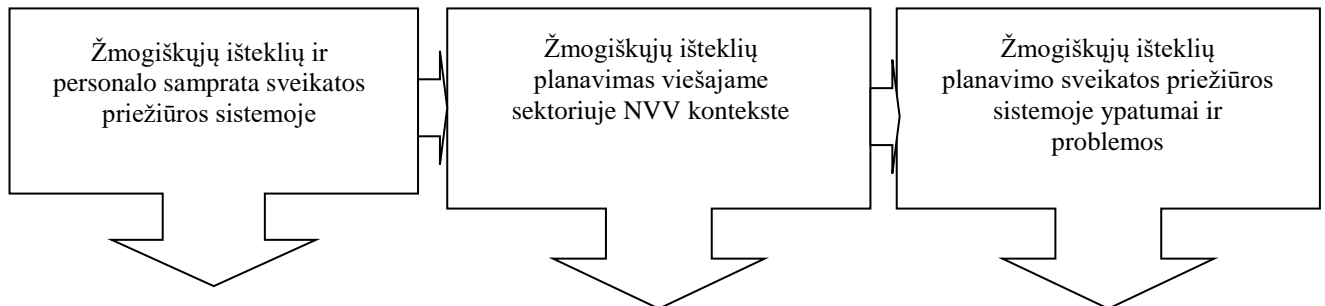 Žmogiškųjų išteklių ir
personalo samprata sveikatos
priežiūros sistemoje
Žmogiškųjų išteklių
planavimas viešajame
sektoriuje NVV kontekste
Žmogiškųjų išteklių
planavimo sveikatos priežiūros
sistemoje ypatumai ir
problemos